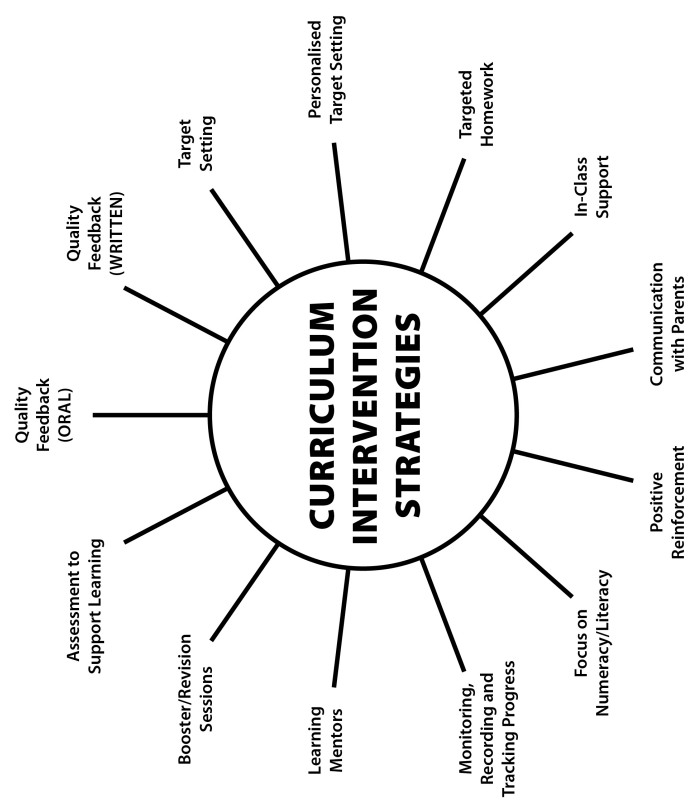 CURRICULUM
INTERVENTION
STRATEGIES
Quality
Feedback
(ORAL)
Quality
Feedback
(WRITTEN)
Target
Setting
Personalised
Target Setting
Targeted
Homework
In-Class
Support
Communication
with Parents
Positive
Reinforcement
Focus on
Numeracy/Literacy
Monitoring,
Recording and
Tracking Progress
Learning
Mentors
Booster/Revision
Sessions
Assessment to
Support Learning